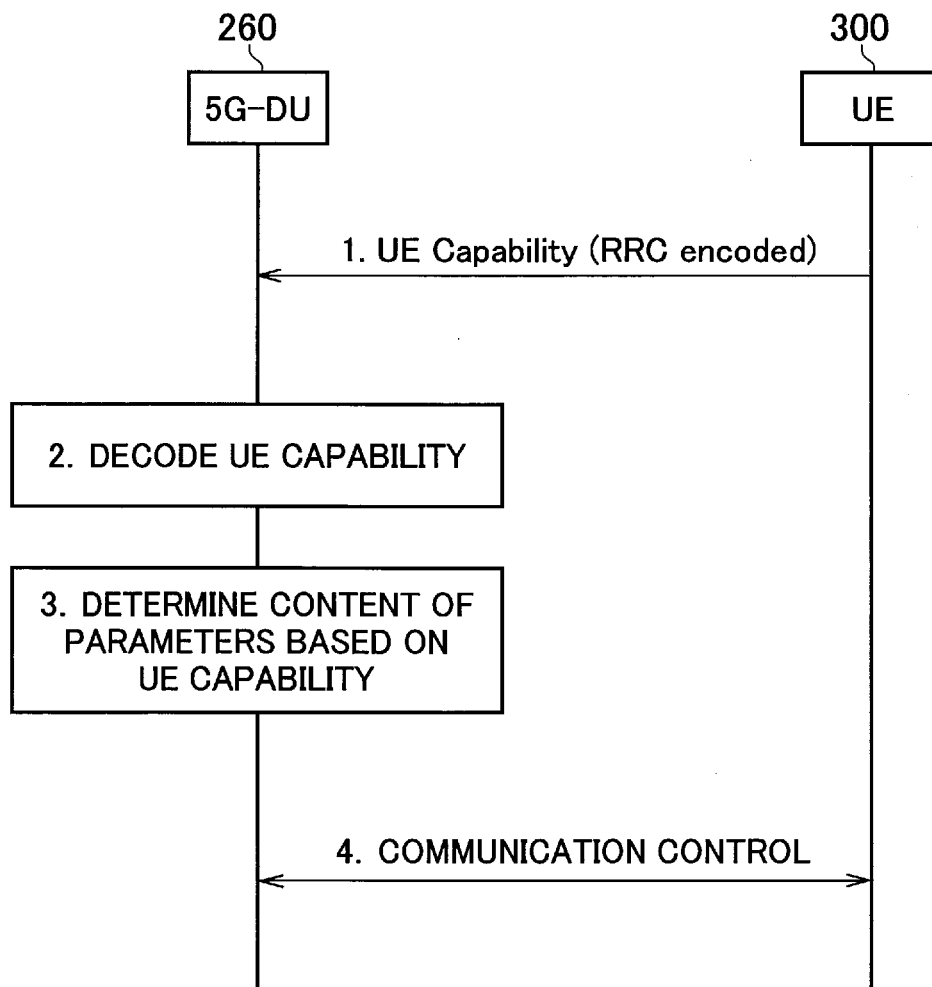 260
300
5G-DU
UE
1. UE Capability (RRC encoded)
2. DECODE UE CAPABILITY
3. DETERMINE CONTENT OF
PARAMETERS BASED ON
UE CAPABILITY
4. COMMUNICATION CONTROL